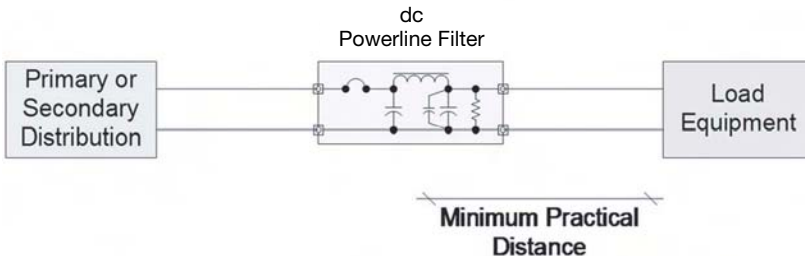 dc
Powerline Filter
Primary or
Secondary
Distribution
Load
Equipment
Minimum Practical
Distance